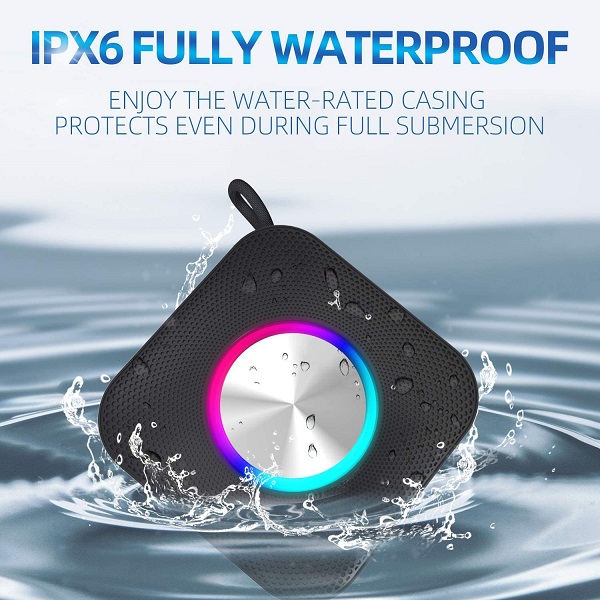 IPX6 FULLY WATERPROOF
ENJOY THE WATER-RATED CASING
PROTECTS EVEN DURING FULL SUBMERSION